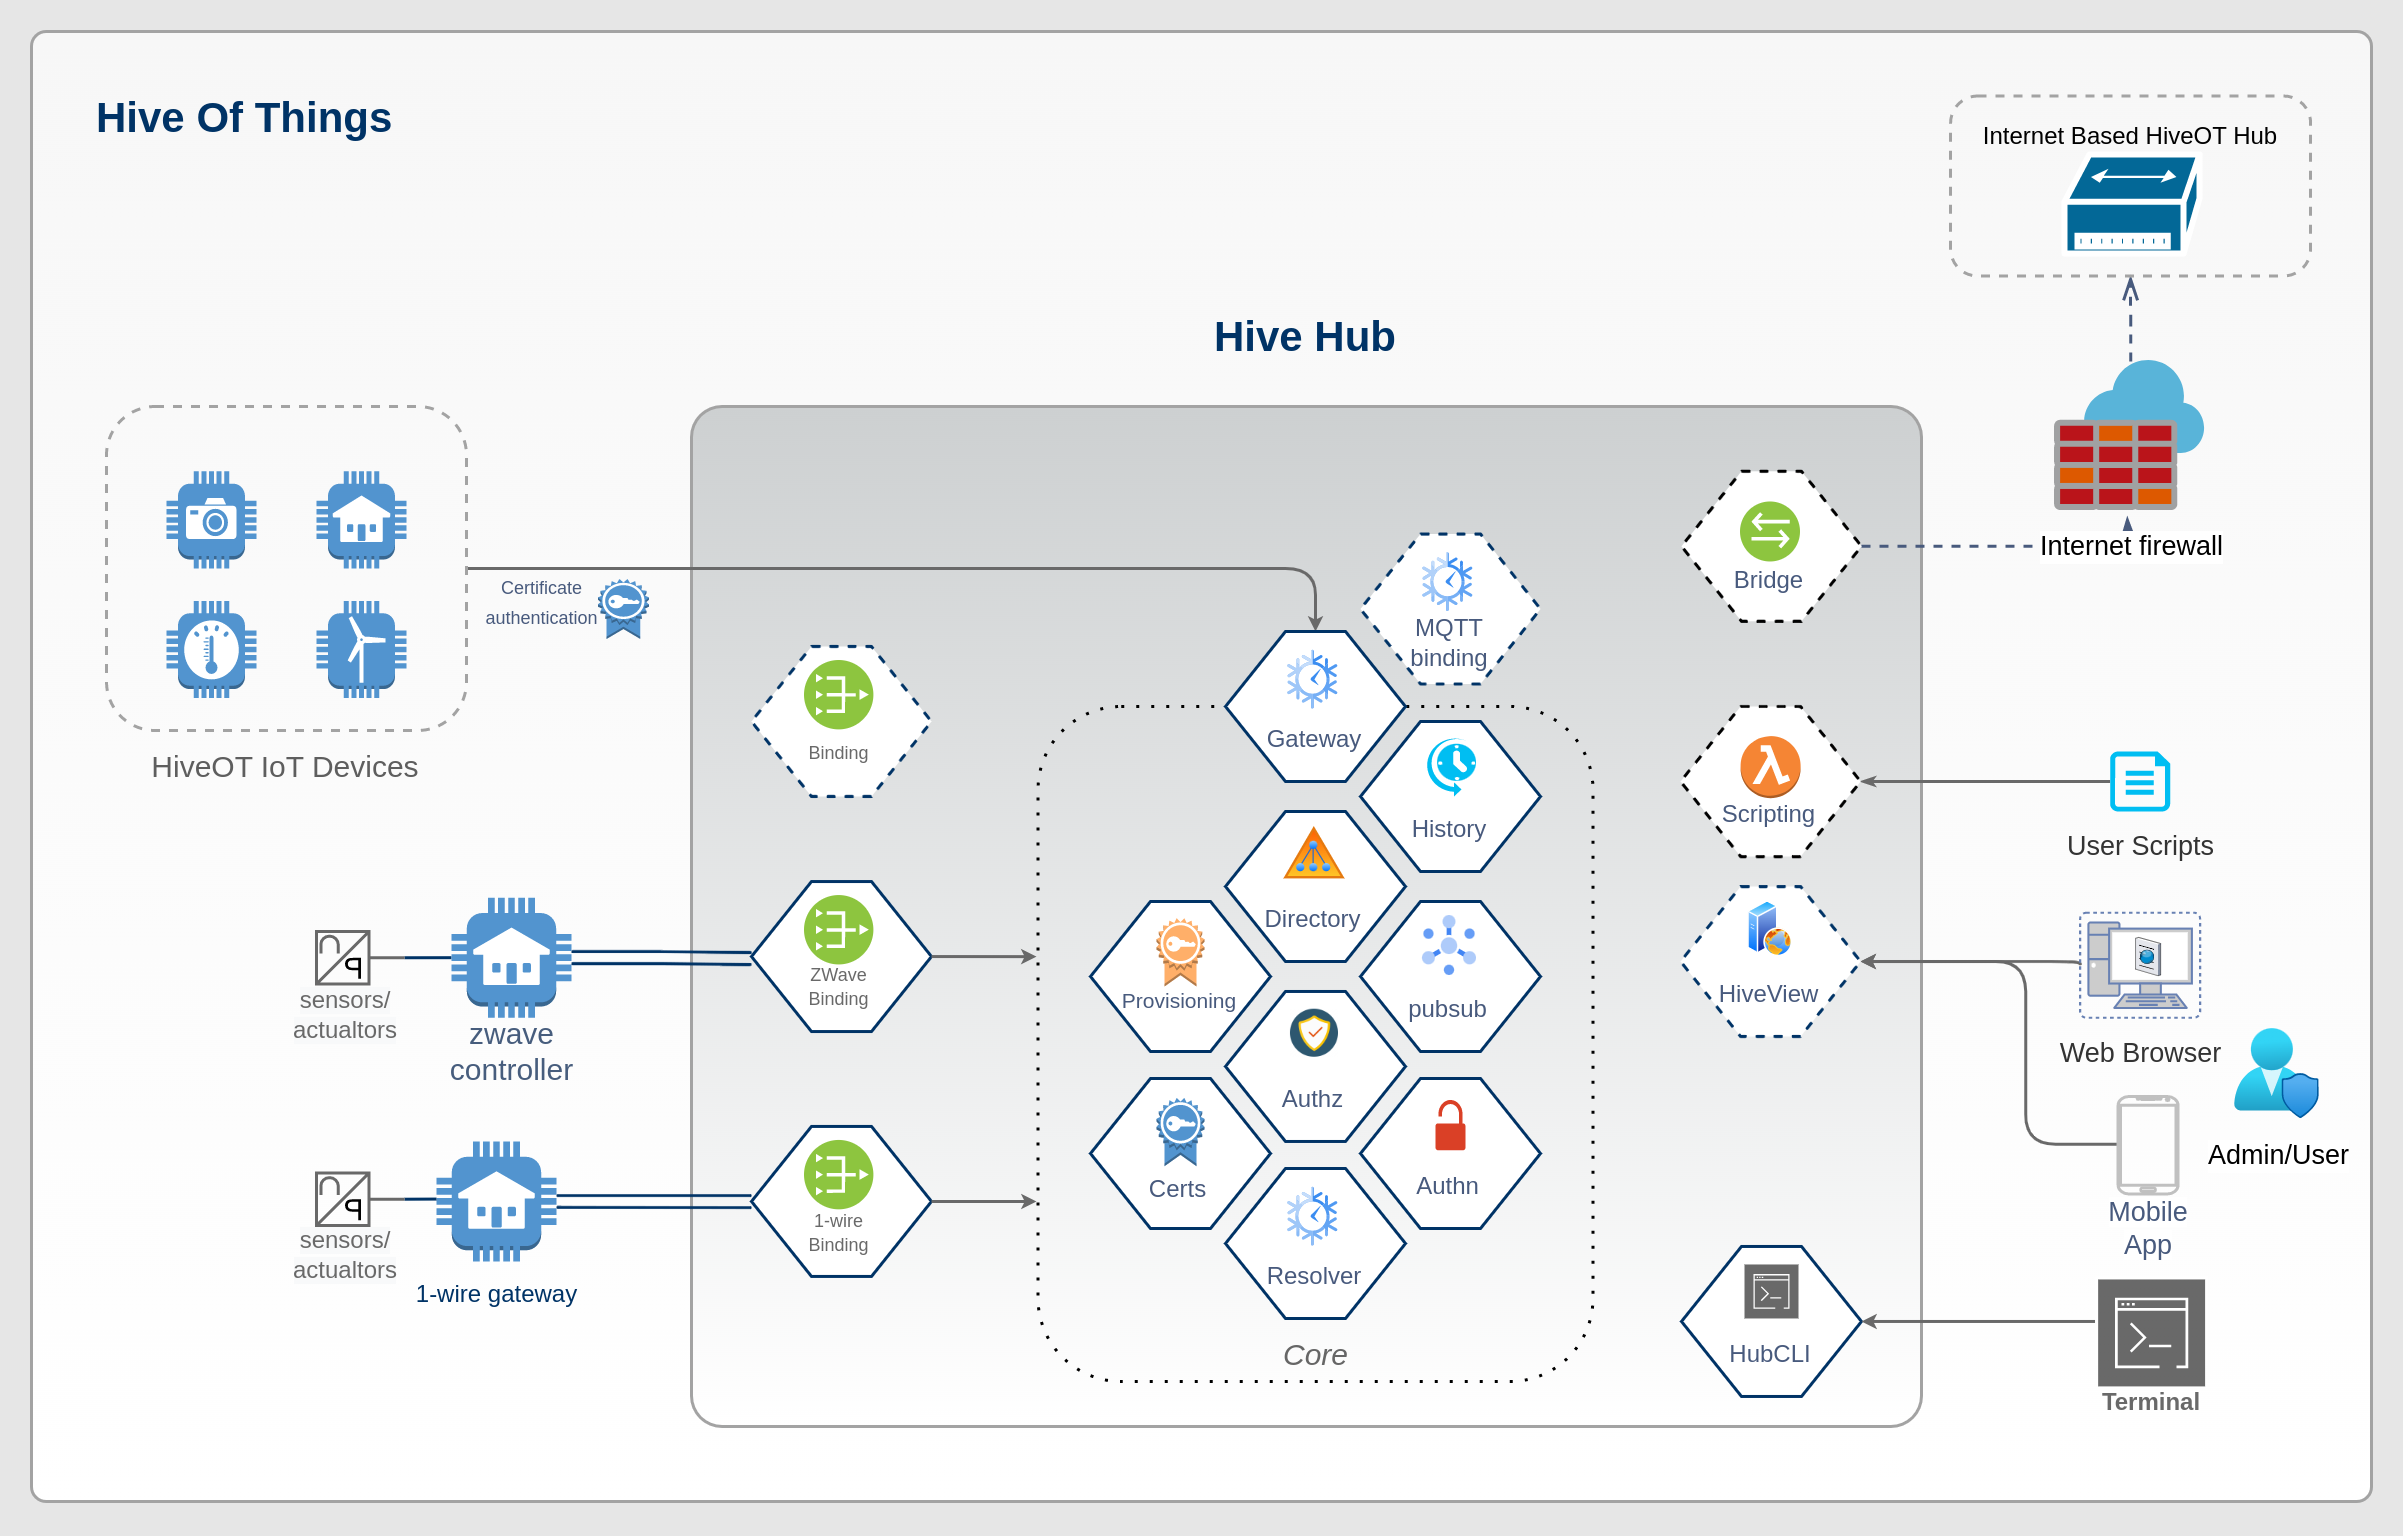 Hive Of Things
Internet Based HiveOT Hub
Hive Hub
Internet firewall
Bridge
Certificate
authentication
MQTT
binding
Gateway
Binding
HiveOT IoT Devices
Scripting
History
User Scripts
Directory
ZWave
Binding
Provisioning
pubsub
HiveView
sensors/
actualtors
zwave
controller
Web Browser
Authz
Admin/User
Certs
Authn
Mobile
App
1-wire
Binding
sensors/
actualtors
1-wire gateway
Resolver
Core
HubCLI
Terminal